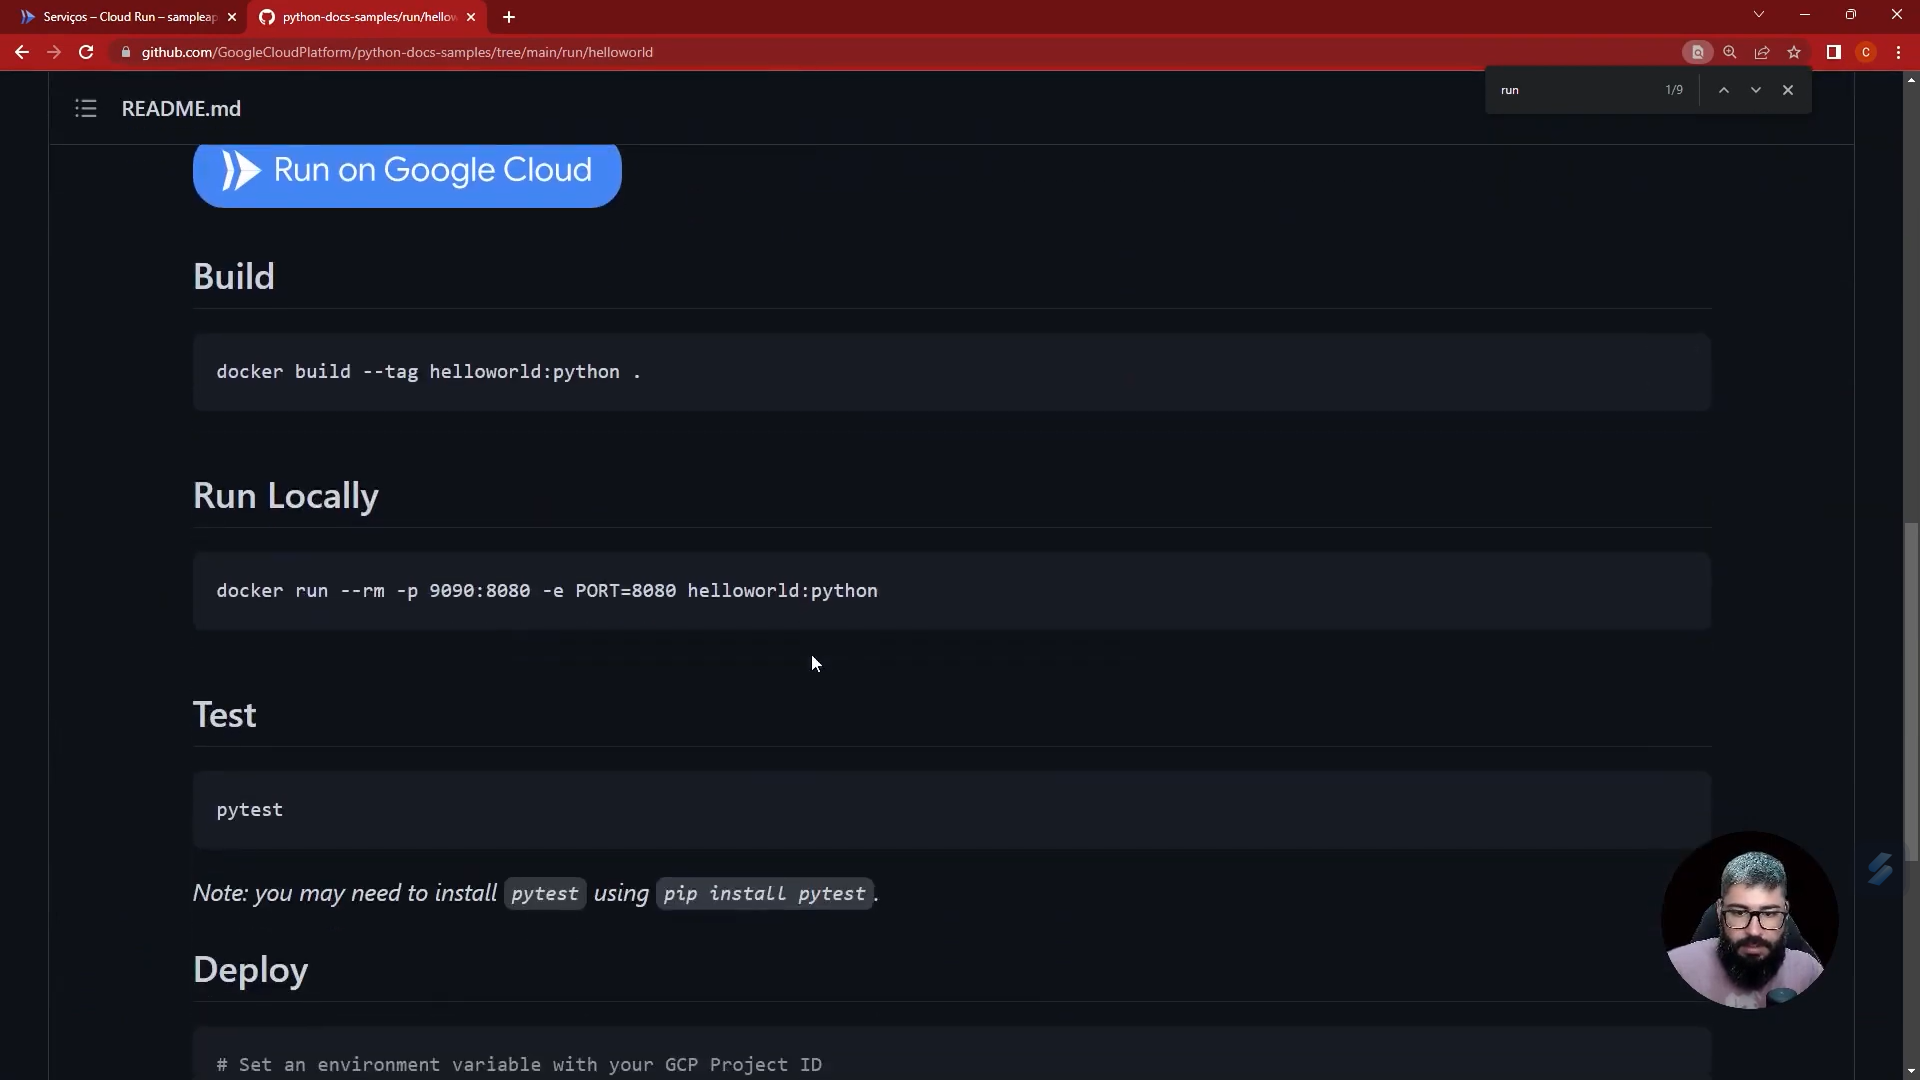 Serviços – Cloud Run – sampleap
python-docs-samples/run/hellow
github.com/GoogleCloudPlatform/python-docs-samples/tree/main/run/helloworld
C
run
1/9
README.md
Run on Google Cloud
Build
docker build --tag helloworld:python .
Run Locally
docker run --rm -p 9090:8080 -e PORT=8080 helloworld:python
Test
pytest
Note: you may need to install pytest using pip install pytest.
Deploy
# Set an environment variable with your GCP Project ID